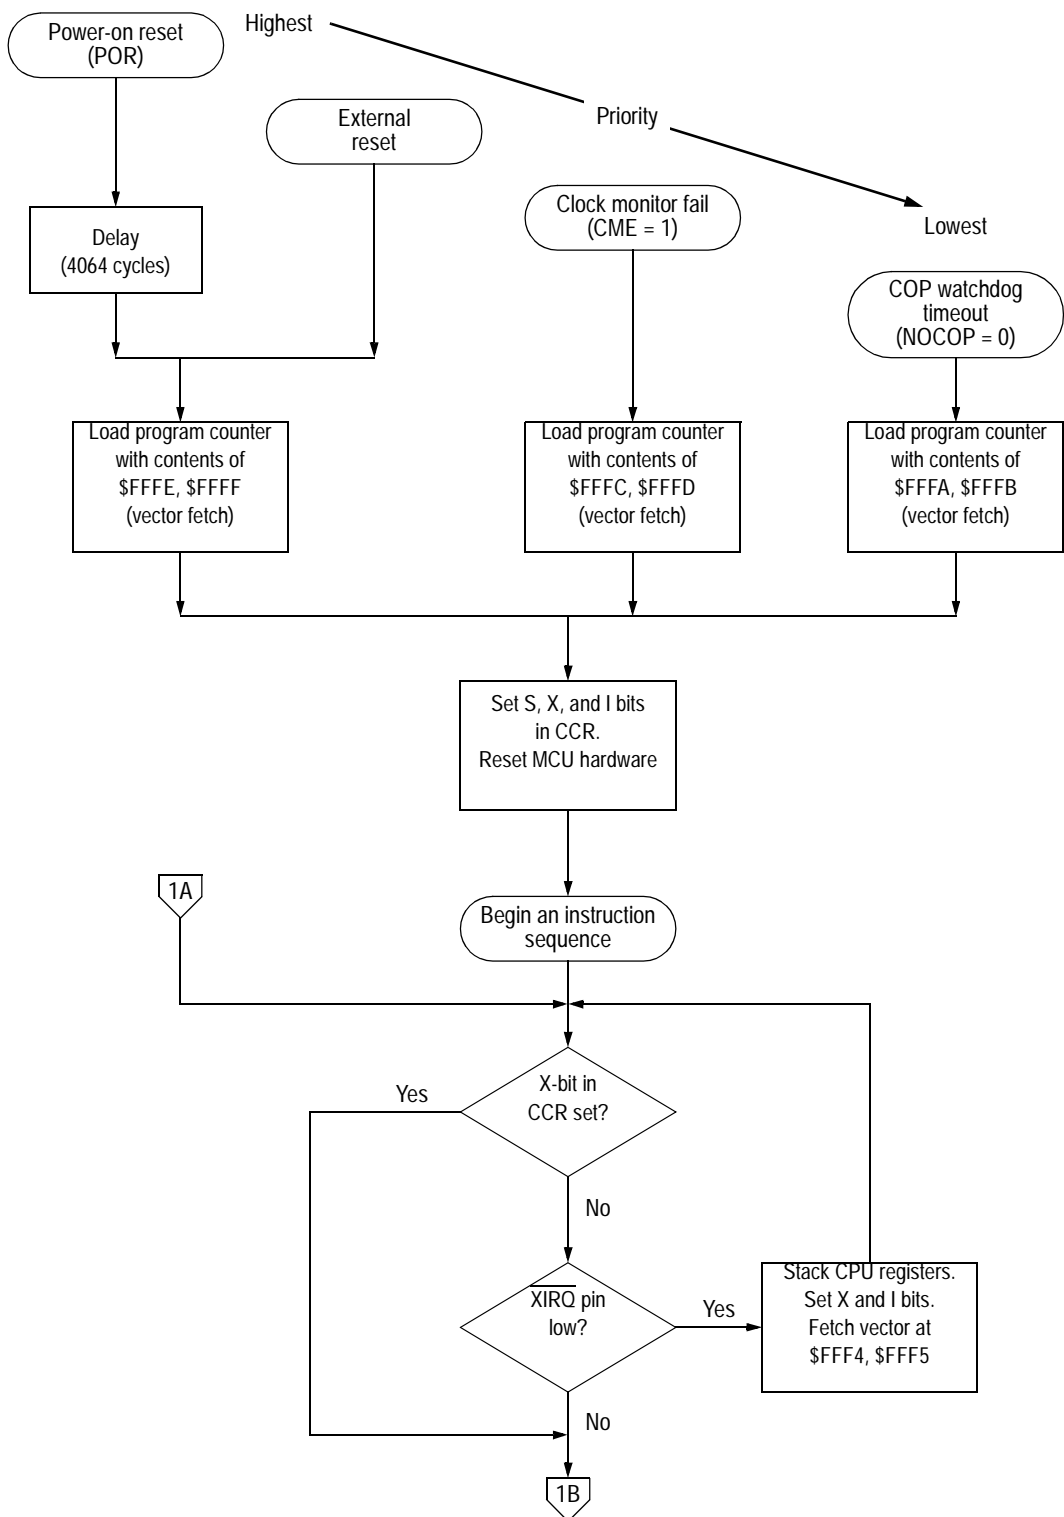 Power-on reset
(POR)
Highest
External
reset
Priority
Clock monitor fail
(CME = 1)
Lowest
Delay
(4064 cycles)
COP watchdog
timeout
(NOCOP = 0)
Load program counter
with contents of
$FFFE, $FFFF
(vector fetch)
Load program counter
with contents of
$FFFC, $FFFD
(vector fetch)
Load program counter
with contents of
$FFFA, $FFFB
(vector fetch)
Set S, X, and I bits
in CCR.
Reset MCU hardware
1A
Begin an instruction
sequence
X-bit in
CCR set?
Yes
No
XIRQ pin
low?
Yes
Stack CPU registers.
Set X and I bits.
Fetch vector at
$FFF4, $FFF5
No
1B